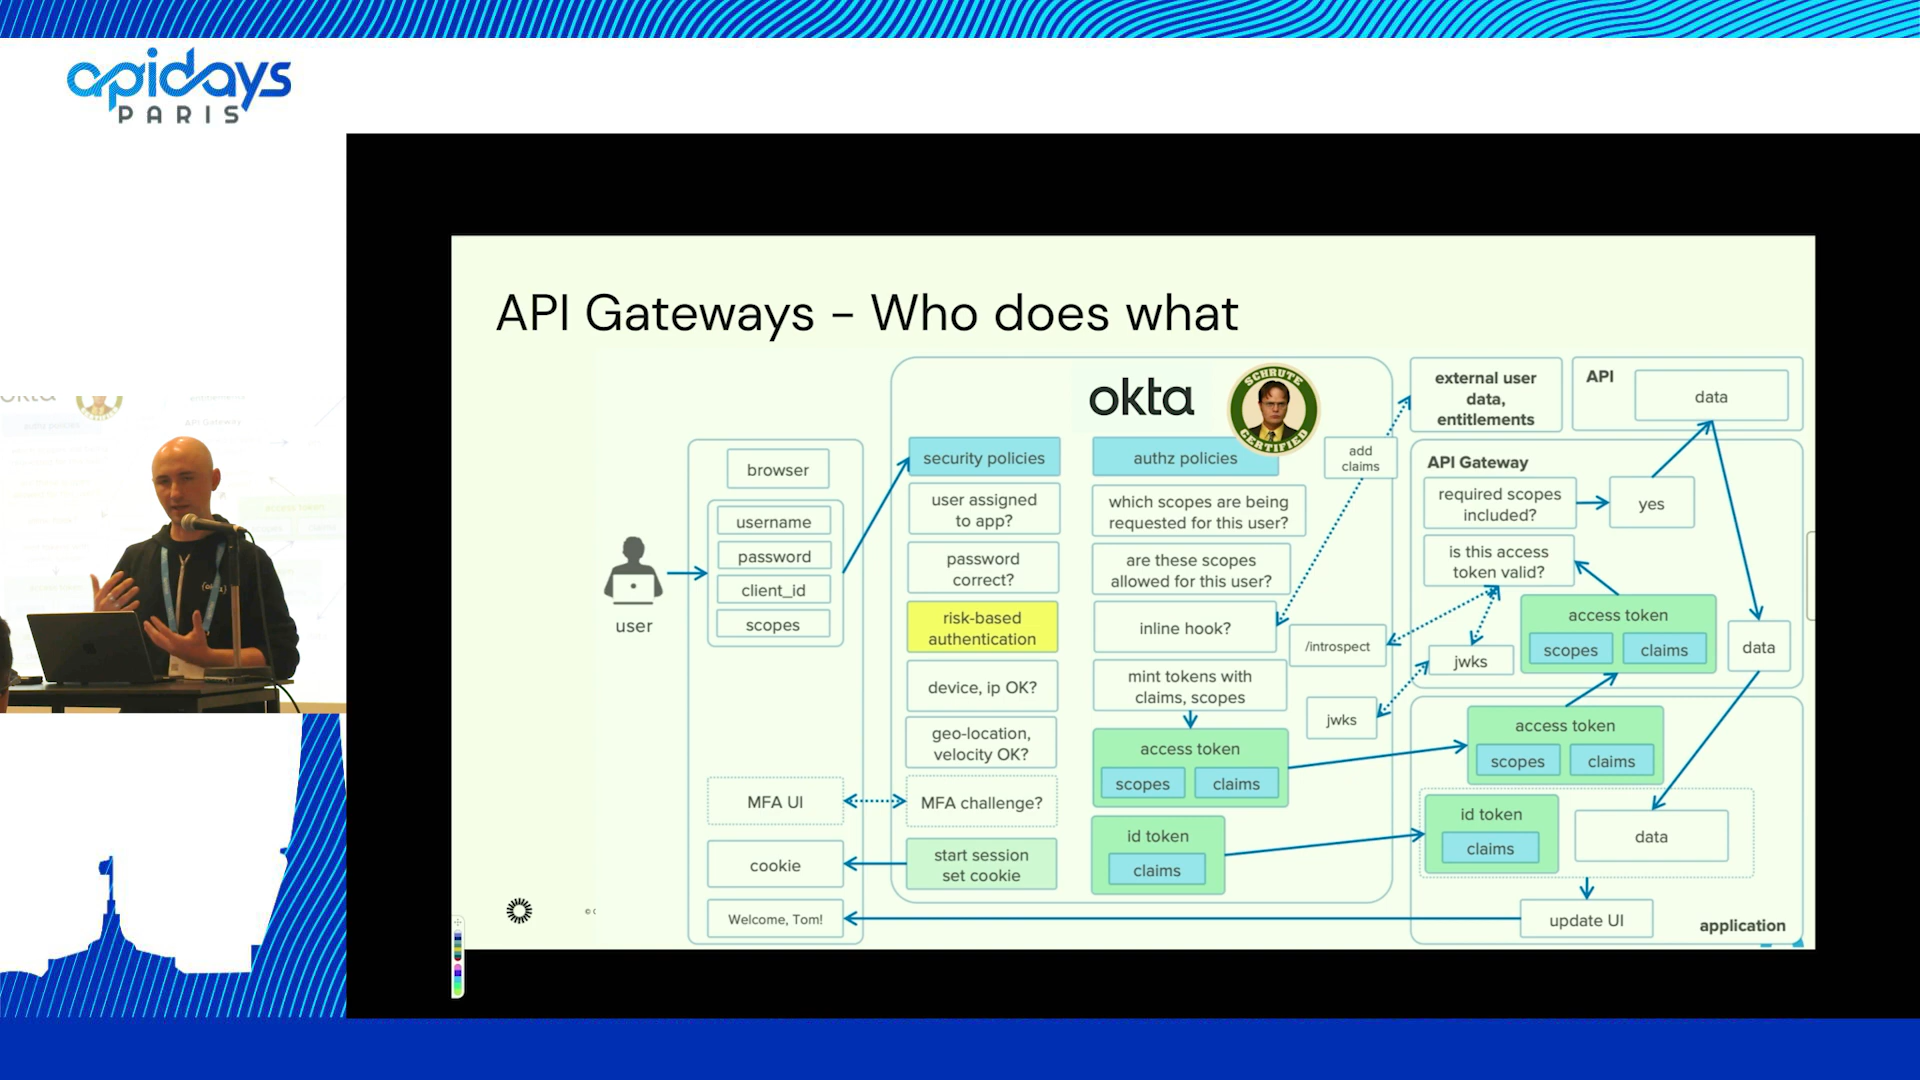 apidays
PARIS
API Gateways – Who does what
okta
SCHRUTE
CERTIFIED
user
browser
username
password
client_id
scopes
MFA UI
cookie
Welcome, Tom!
security policies
user assigned
to app?
password
correct?
risk-based
authentication
device, ip OK?
geo-location,
velocity OK?
MFA challenge?
start session
set cookie
authz policies
which scopes are being
requested for this user?
are these scopes
allowed for this user?
inline hook?
mint tokens with
claims, scopes
access token
scopes
claims
id token
claims
add
claims
/introspect
jwks
external user
data,
entitlements
API
data
API Gateway
required scopes
included?
yes
is this access
token valid?
jwks
access token
scopes
claims
data
access token
scopes
claims
id token
claims
data
update UI
application